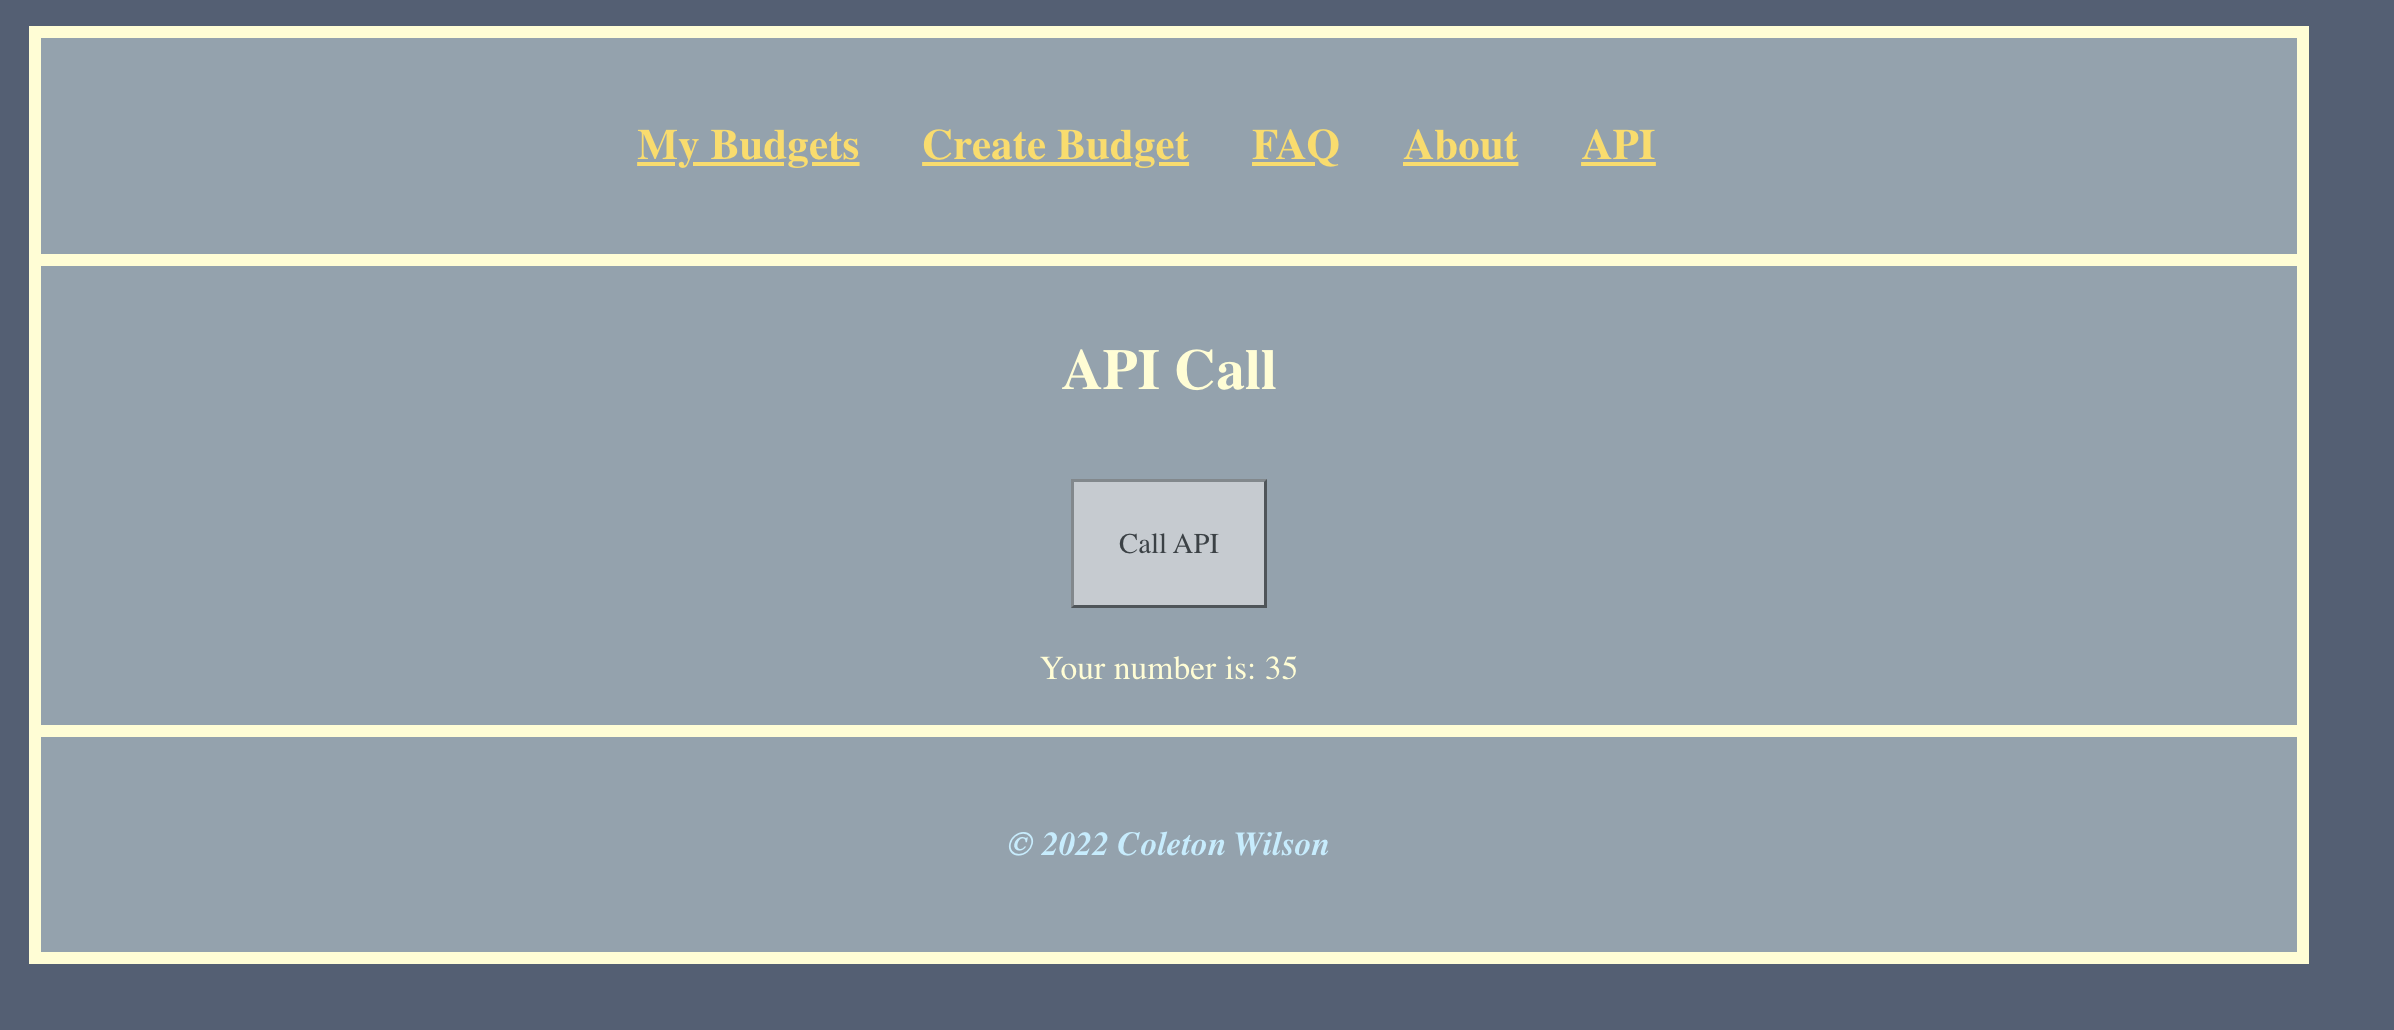 My Budgets Create Budget FAQ About API
API Call
Call API
Your number is: 35
© 2022 Coleton Wilson